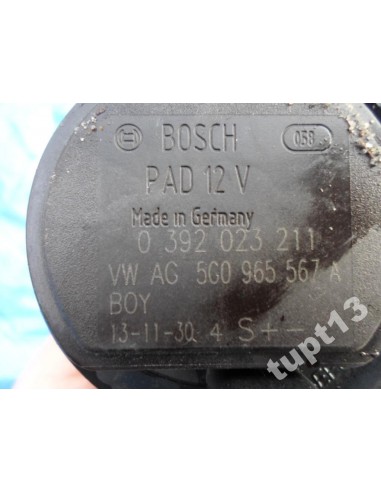 BOSCH 058
PAD 12 V
Made in Germany
0 392 023 211
VW AG 5G0 965 567 A
BOY
13-11-30 4 S + -
tupt13